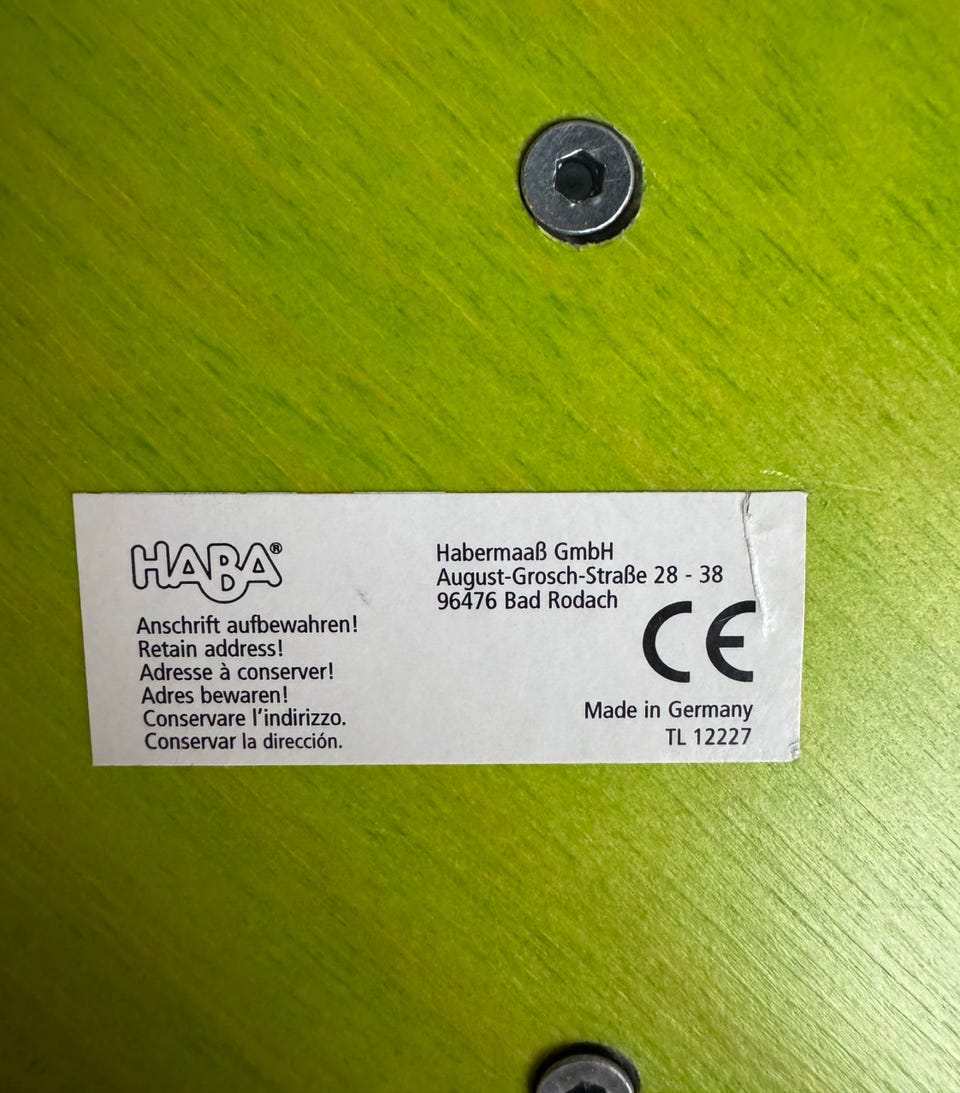 HABA®
Anschrift aufbewahren!
Retain address!
Adresse à conserver!
Adres bewaren!
Conservare l'indirizzo.
Conservar la dirección.
Habermaaß GmbH
August-Grosch-Straße 28 - 38
96476 Bad Rodach
CE
Made in Germany
TL 12227